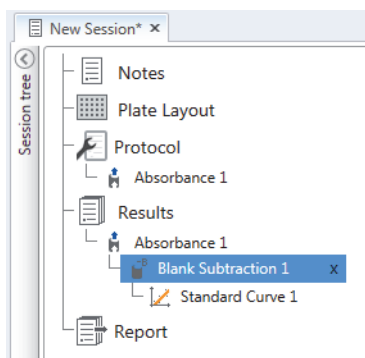 New Session* ×
Session tree
Notes
Plate Layout
Protocol
Absorbance 1
Results
Absorbance 1
Blank Subtraction 1 x
Standard Curve 1
Report